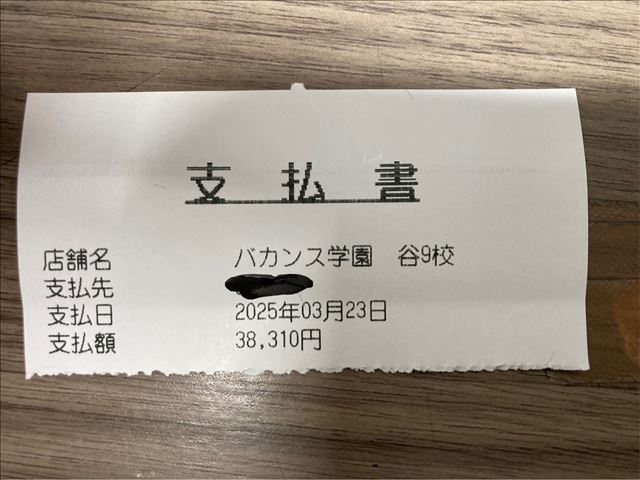 支払書
店舗名 バカンス学園 谷9校
支払先
支払日 2025年03月23日
支払額 38,310円